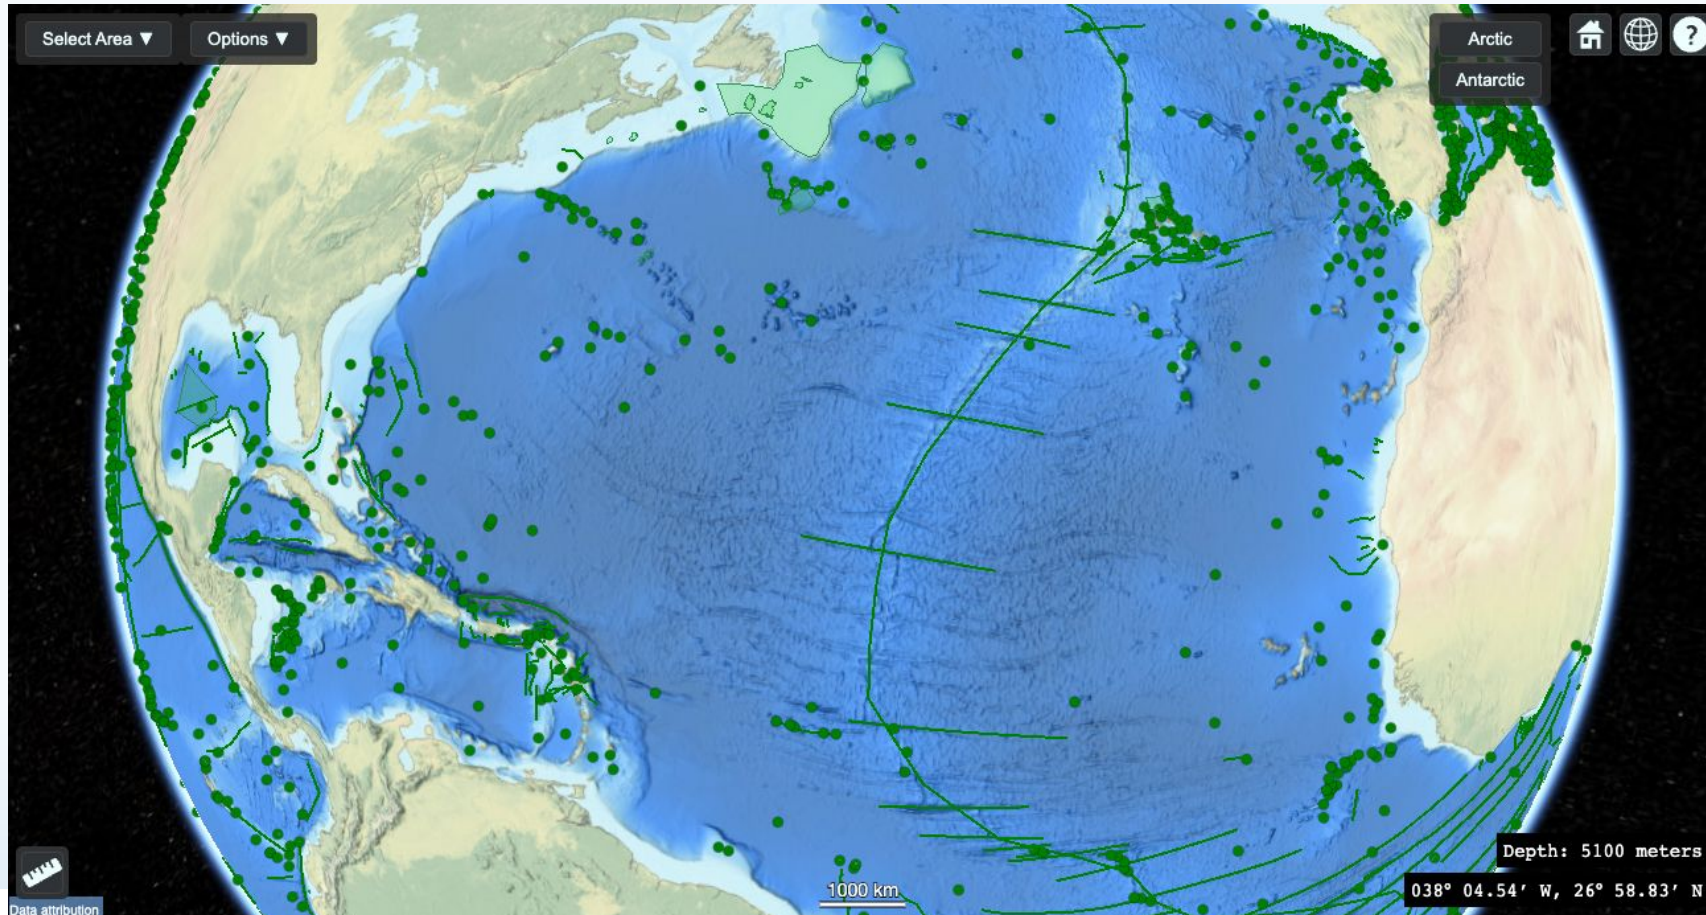 Select Area ▼
Options ▼
Arctic
Antarctic
?
Depth: 5100 meters
1000 km
038° 04.54′ W, 26° 58.83′ N
Data attribution